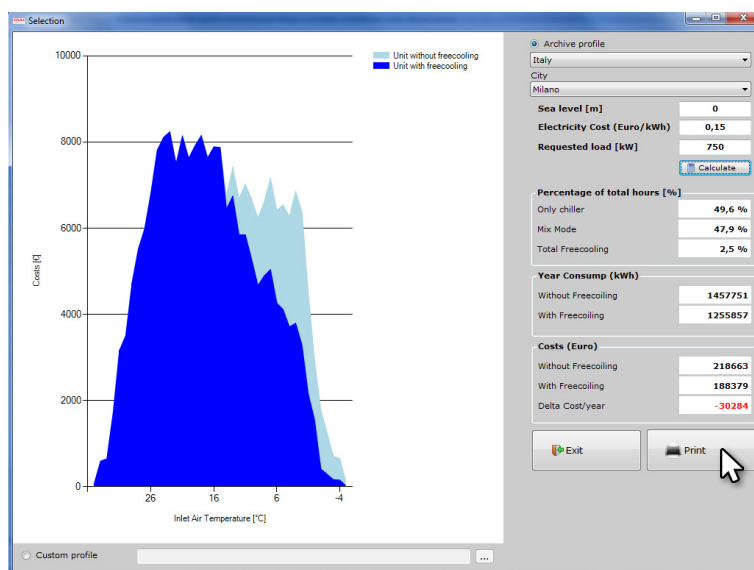 Selection
10000
8000
6000
4000
2000
0
Costs [€]
26
16
6
-4
Inlet Air Temperature [°C]
Unit without freecooling
Unit with freecooling
Archive profile
Italy
City
Milano
Sea level [m]
0
Electricity Cost (Euro/kWh)
0,15
Requested load [kW]
750
Calculate
Percentage of total hours [%]
Only chiller
49,6 %
Mix Mode
47,9 %
Total Freecooling
2,5 %
Year Consump (kWh)
Without Freecoiling
1457751
With Freecoiling
1255857
Costs (Euro)
Without Freecoiling
218663
With Freecoiling
188379
Delta Cost/year
-30284
Exit
Print
Custom profile
...